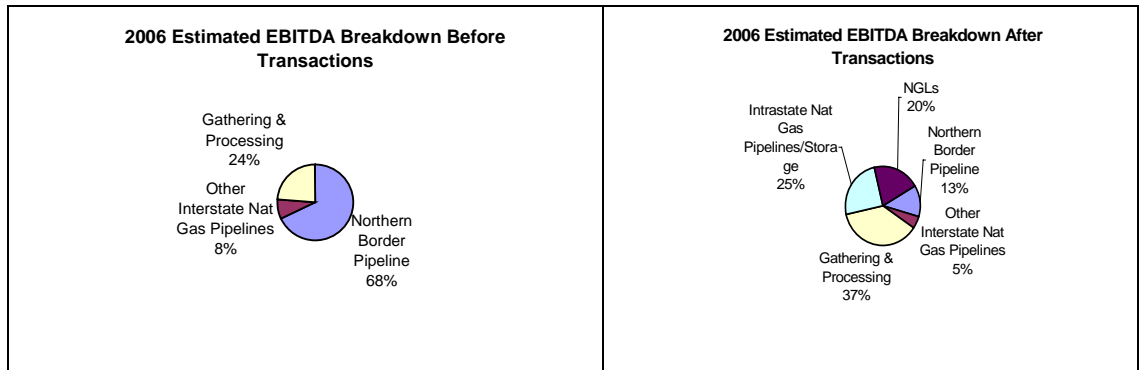 2006 Estimated EBITDA Breakdown Before
Transactions
Gathering &
Processing
24%
Other
Interstate Nat
Gas Pipelines
8%
Northern
Border
Pipeline
68%
2006 Estimated EBITDA Breakdown After
Transactions
NGLs
20%
Intrastate Nat
Gas
Pipelines/Stora
ge
25%
Northern
Border
Pipeline
13%
Other
Interstate Nat
Gas Pipelines
5%
Gathering &
Processing
37%